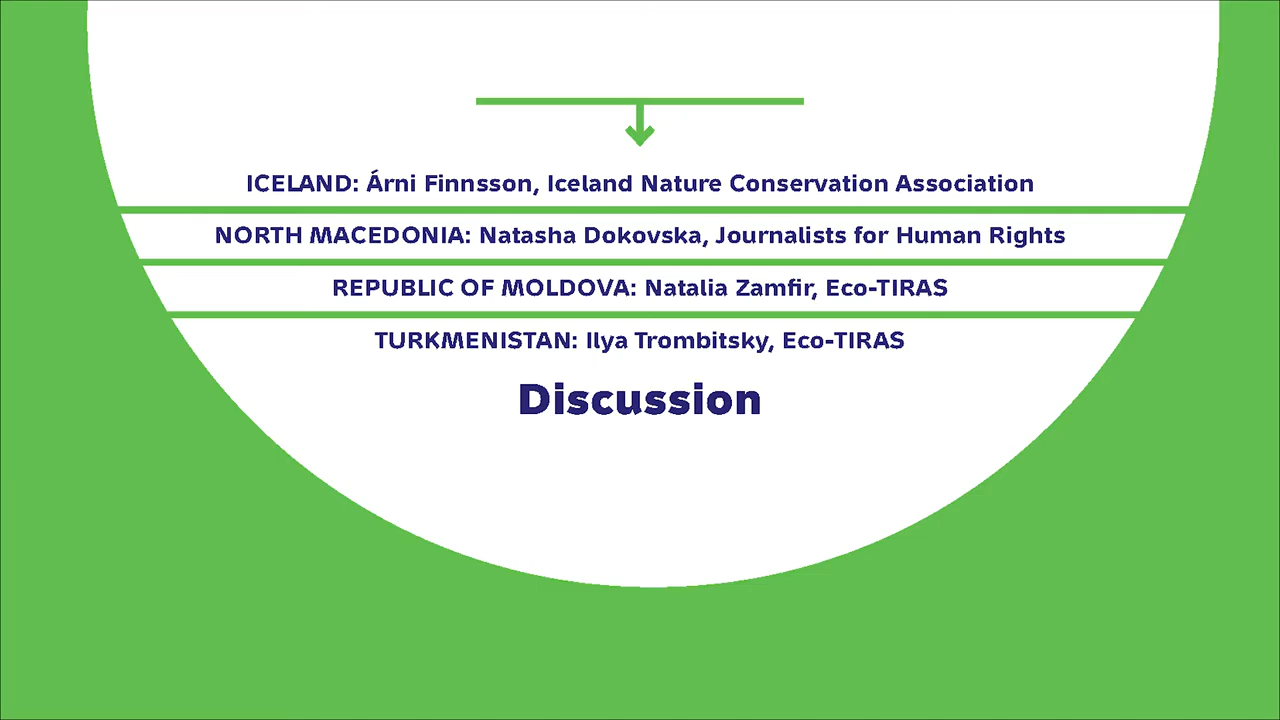 ICELAND: Árni Finnsson, Iceland Nature Conservation Association
NORTH MACEDONIA: Natasha Dokovska, Journalists for Human Rights
REPUBLIC OF MOLDOVA: Natalia Zamfir, Eco-TIRAS
TURKMENISTAN: Ilya Trombitsky, Eco-TIRAS
Discussion